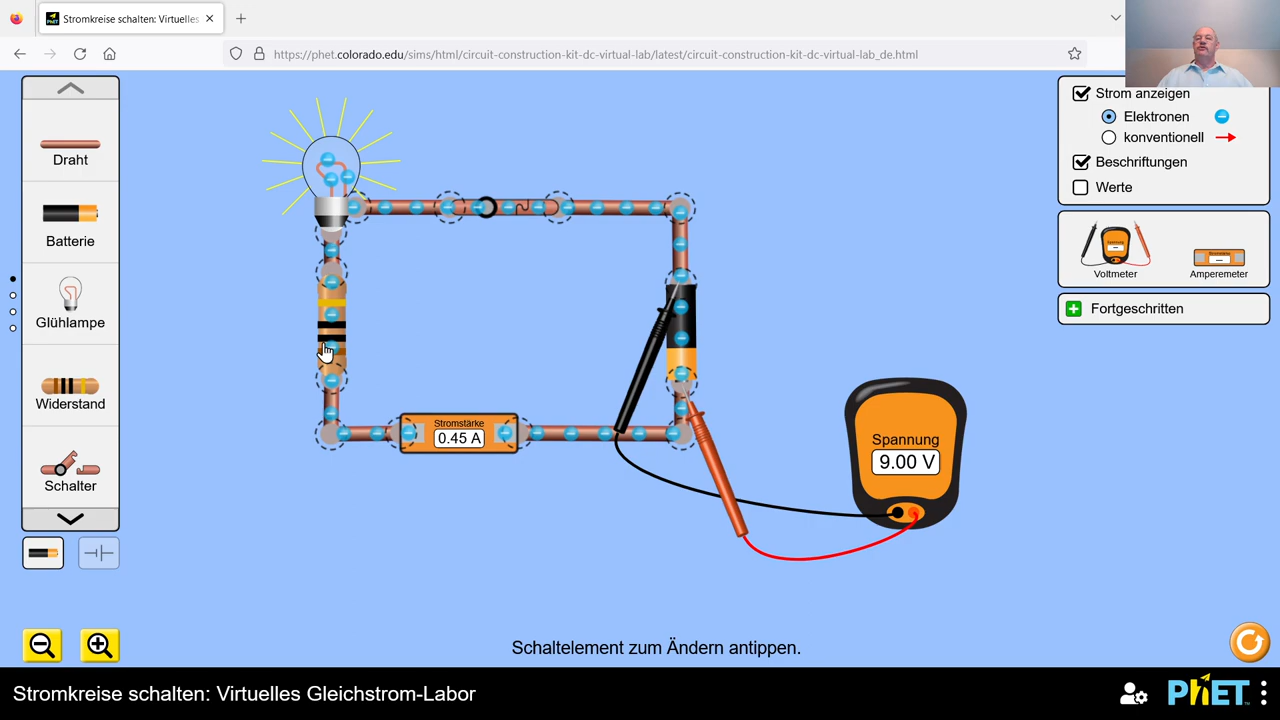 Stromkreise schalten: Virtuelles
https://phet.colorado.edu/sims/html/circuit-construction-kit-dc-virtual-lab/latest/circuit-construction-kit-dc-virtual-lab_de.html
Draht
Batterie
Glühlampe
Widerstand
Schalter
Stromstärke
0.45 A
Spannung
9.00 V
Strom anzeigen
Elektronen
konventionell
Beschriftungen
Werte
Spannung
Stromstärke
Voltmeter
Amperemeter
Fortgeschritten
Schaltelement zum Ändern antippen.
Stromkreise schalten: Virtuelles Gleichstrom-Labor
PhET